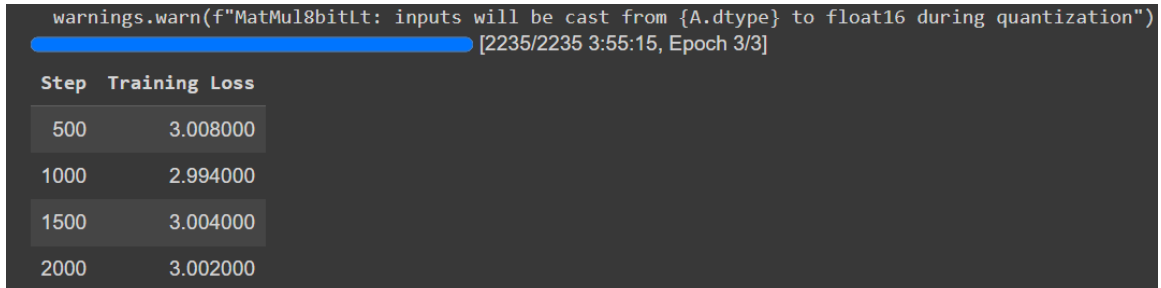 warnings.warn(f"MatMul8bitLt: inputs will be cast from {A.dtype} to float16 during quantization")
[2235/2235 3:55:15, Epoch 3/3]
Step Training Loss
500 3.008000
1000 2.994000
1500 3.004000
2000 3.002000